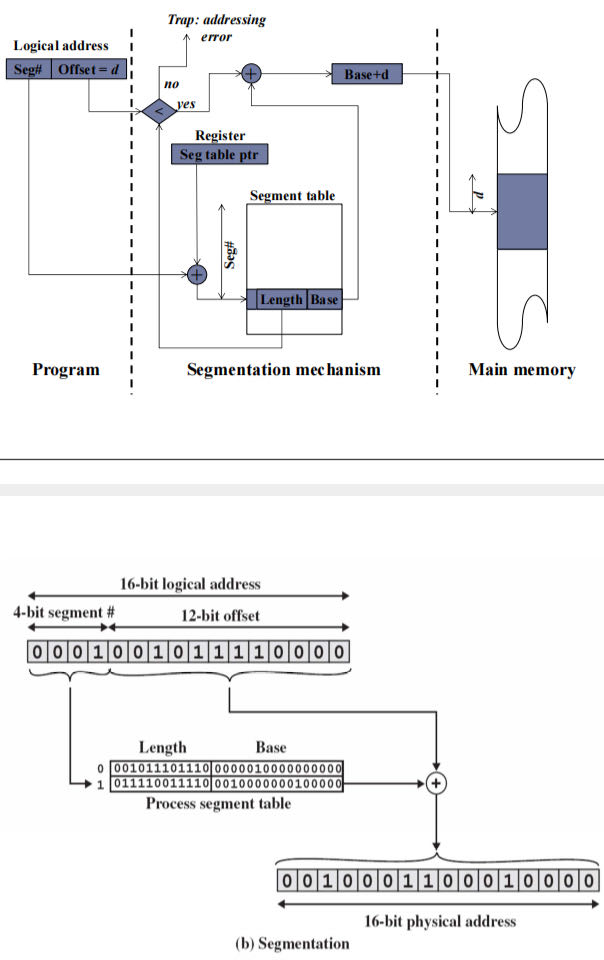 Trap: addressing
error
Logical address
Seg# Offset = d
no
yes
<
+
Base+d
Register
Seg table ptr
Segment table
Seg#
d
+
Length Base
Program
Segmentation mechanism
Main memory
16-bit logical address
4-bit segment #
12-bit offset
0 0 0 1 0 0 1 0 1 1 1 1 0 0 0 0
Length Base
0 001011101110 0000010000000000
1 011110011110 0010000000100000
+
Process segment table
0 0 1 0 0 0 1 1 0 0 0 1 0 0 0 0
16-bit physical address
(b) Segmentation